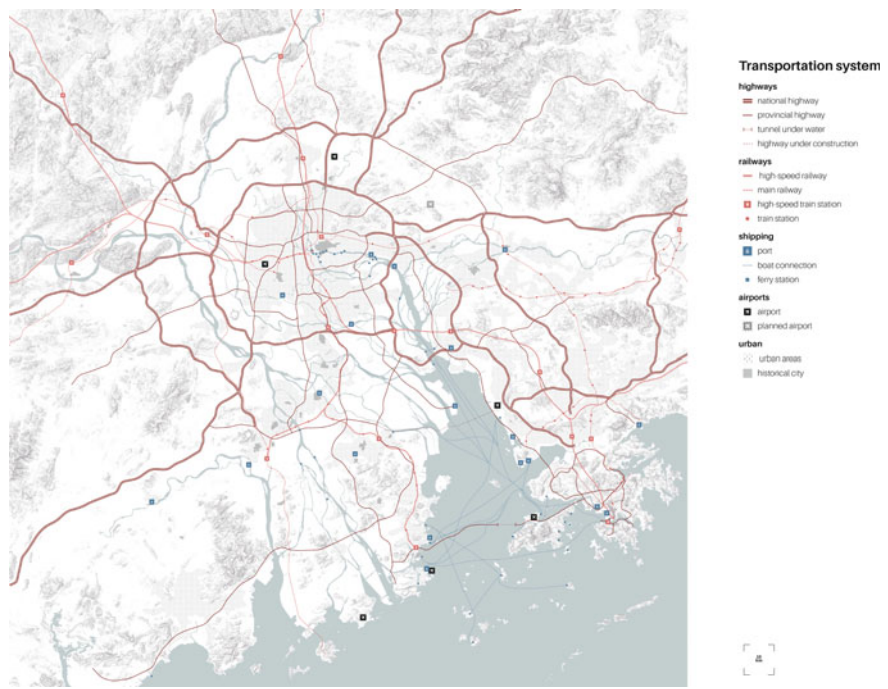 Transportation system
highways
national highway
provincial highway
tunnel under water
highway under construction
railways
high-speed railway
main railway
high-speed train station
train station
shipping
port
boat connection
ferry station
airports
airport
planned airport
urban
urban areas
historical city